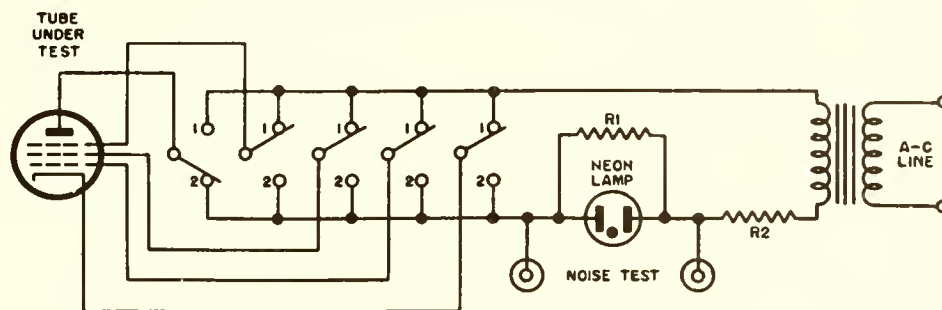 TUBE
UNDER
TEST
1
1
1
1
1
2
2
2
2
2
R1
NEON
LAMP
R2
NOISE TEST
A-C
LINE